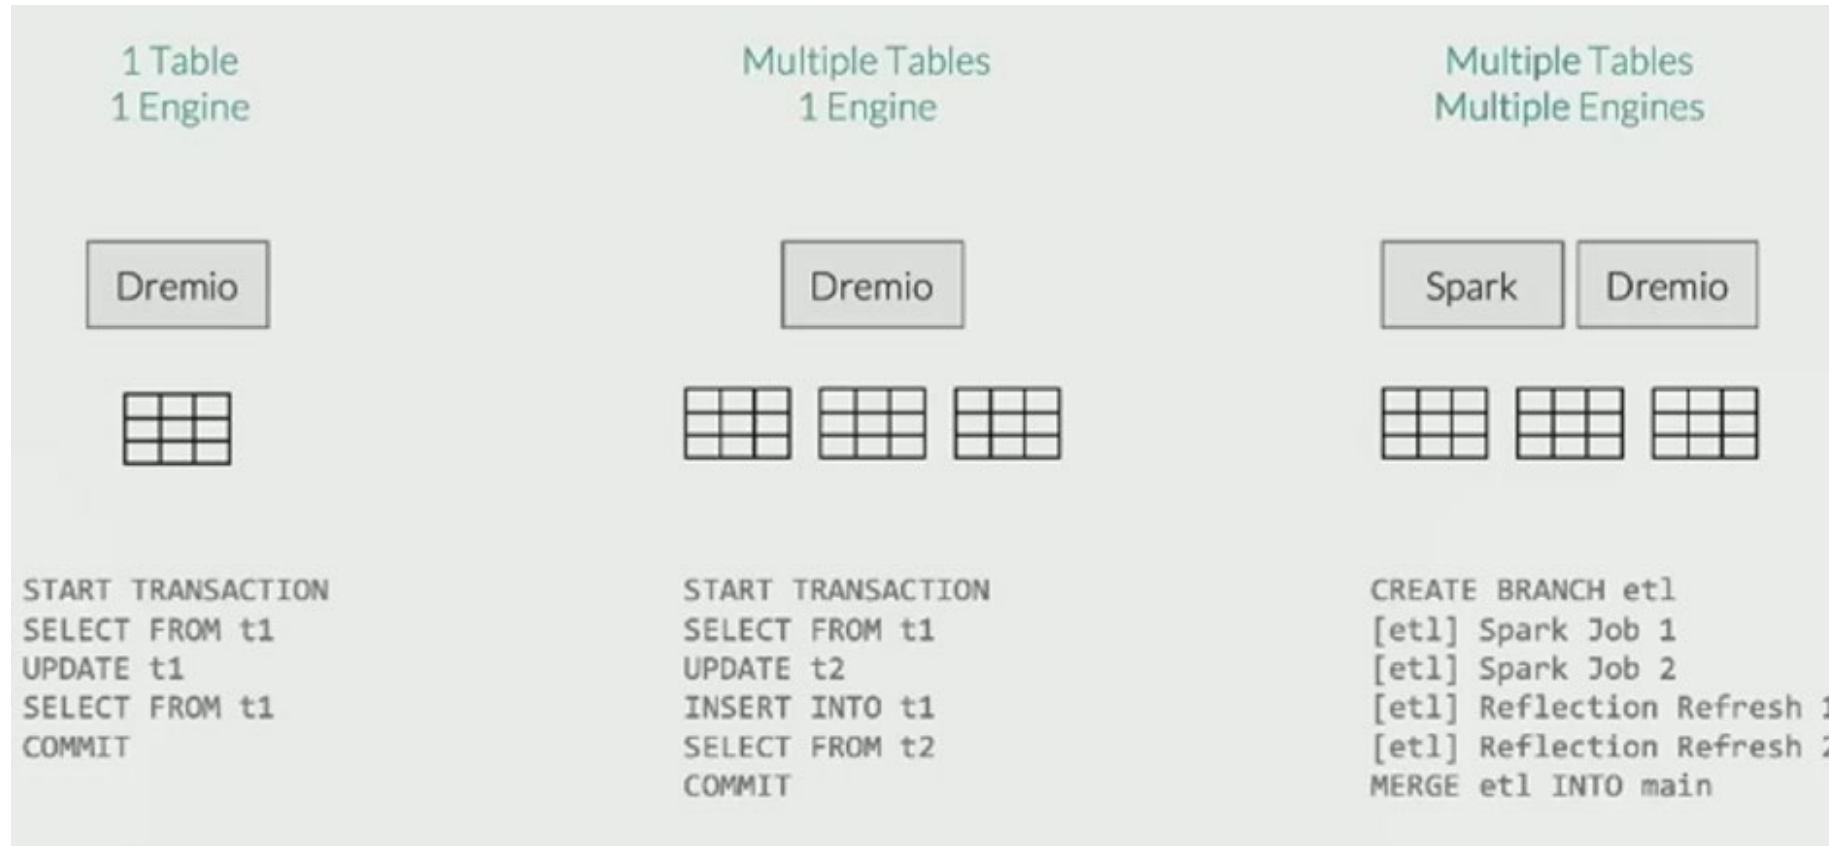 1 Table
1 Engine
Dremio
START TRANSACTION
SELECT FROM t1
UPDATE t1
SELECT FROM t1
COMMIT
Multiple Tables
1 Engine
Dremio
START TRANSACTION
SELECT FROM t1
UPDATE t2
INSERT INTO t1
SELECT FROM t2
COMMIT
Multiple Tables
Multiple Engines
Spark
Dremio
CREATE BRANCH etl
[etl] Spark Job 1
[etl] Spark Job 2
[etl] Reflection Refresh 1
[etl] Reflection Refresh 2
MERGE etl INTO main